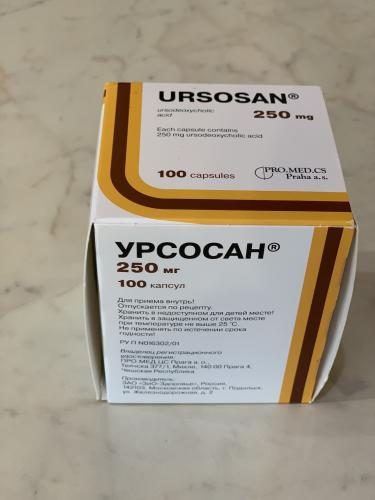 URSOSAN®
ursodeoxycholic
acid
250 mg
Each capsule contains
250 mg ursodeoxycholic acid
100 capsules
PRO.MED.CS
Praha a.s.
УРСОСАН®
250 мг
100 капсул
Для приема внутрь!
Отпускается по рецепту.
Хранить в недоступном для детей месте!
Хранить в защищенном от света месте
при температуре не выше 25 °C
Не применять по истечении срока
годности!
РУ П N016302/01
Владелец регистрационного
удостоверения:
ПРО.МЕД.ЦС Прага а. о.,
Телчска 377/1, Михле, 140 00 Прага 4,
Чешская Республика
Производитель:
ЗАО «ЗиО-Здоровье», Россия,
142103, Московская область, г. Подольск,
ул. Железнодорожная, д. 2